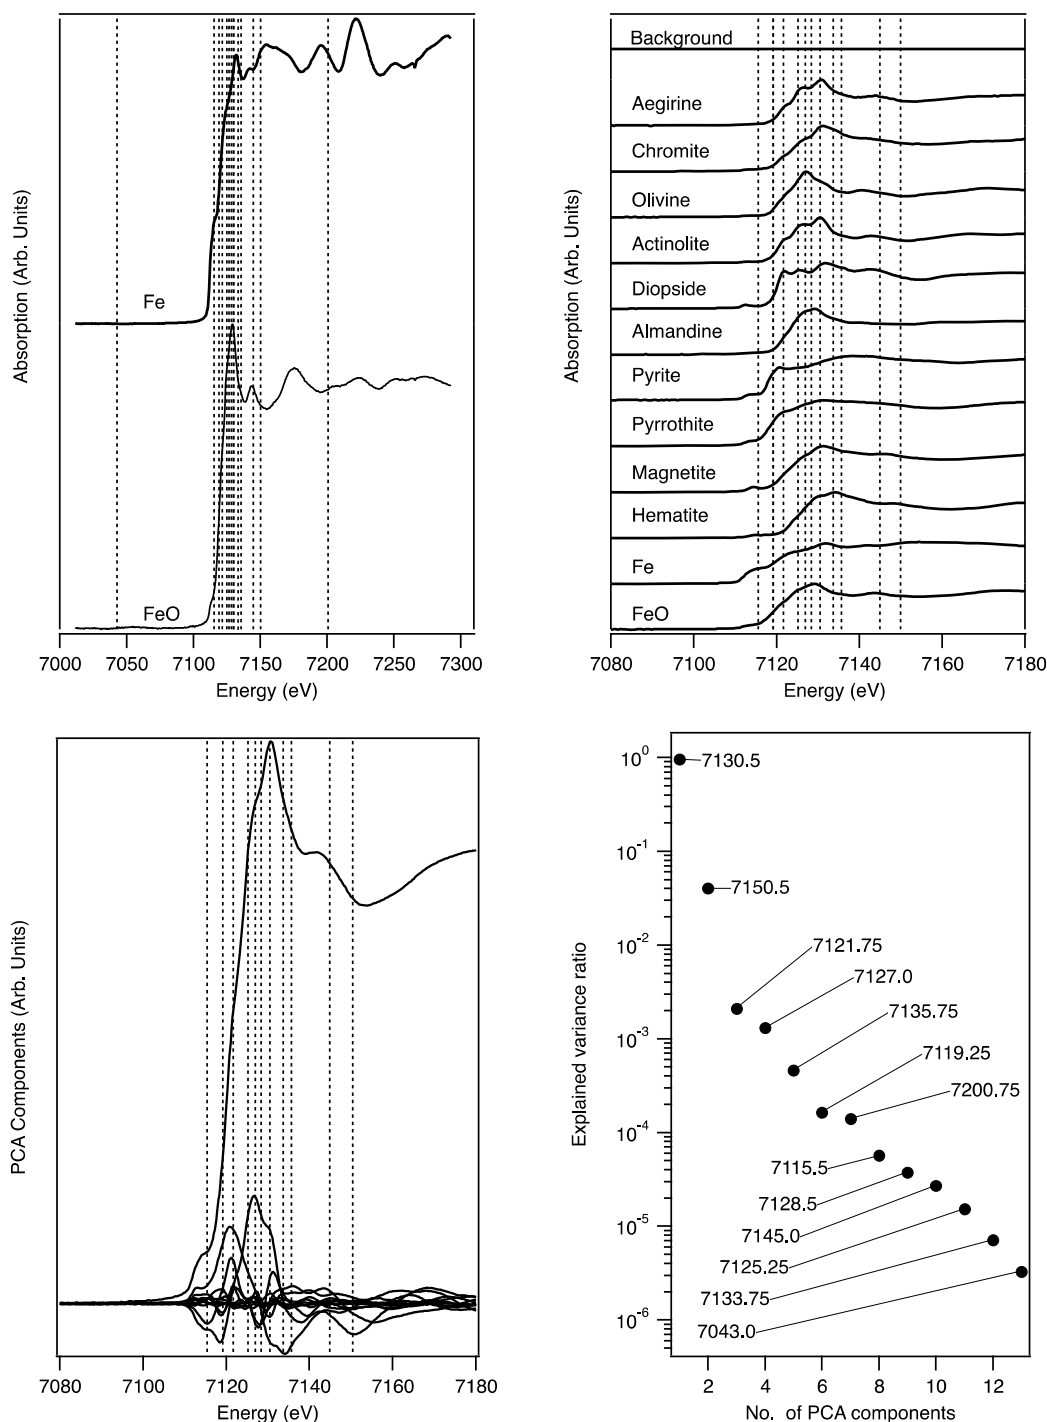 Absorption (Arb. Units)
Fe
FeO
7000 7050 7100 7150 7200 7250 7300
Energy (eV)
Absorption (Arb. Units)
Background
Aegirine
Chromite
Olivine
Actinolite
Diopside
Almandine
Pyrite
Pyrrothite
Magnetite
Hematite
Fe
FeO
7080 7100 7120 7140 7160 7180
Energy (eV)
PCA Components (Arb. Units)
7080 7100 7120 7140 7160 7180
Energy (eV)
Explained variance ratio
10^0
10^-1
10^-2
10^-3
10^-4
10^-5
10^-6
7130.5
7150.5
7121.75
7127.0
7135.75
7119.25
7200.75
7115.5
7128.5
7145.0
7125.25
7133.75
7043.0
2 4 6 8 10 12
No. of PCA components